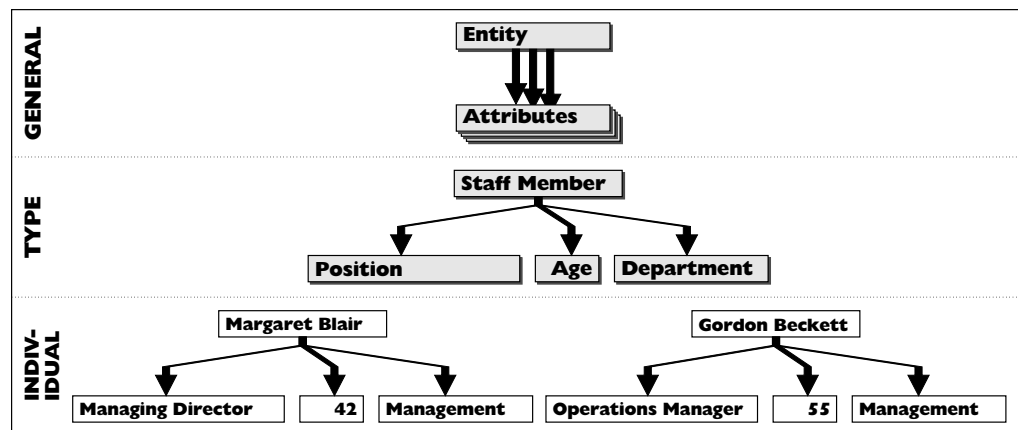 GENERAL
Entity
Attributes
TYPE
Staff Member
Position
Age
Department
INDIV-
IDUAL
Margaret Blair
Gordon Beckett
Managing Director
42
Management
Operations Manager
55
Management